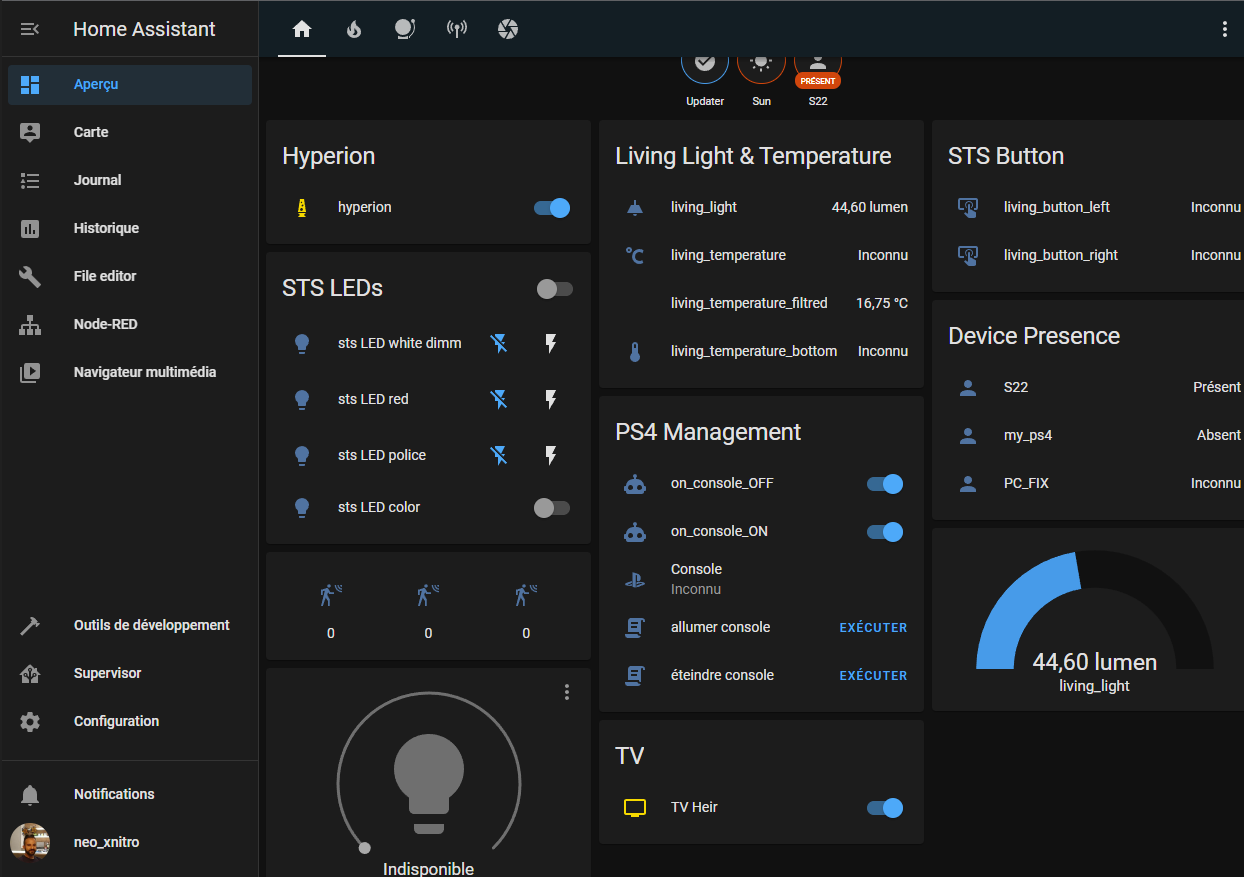 Home Assistant
Aperçu
Carte
Journal
Historique
File editor
Node-RED
Navigateur multimédia
Outils de développement
Supervisor
Configuration
Notifications
neo_xnitro
PRÉSENT
Updater
Sun
S22
Hyperion
hyperion
STS LEDs
sts LED white dimm
sts LED red
sts LED police
sts LED color
0
0
0
Indisponible
Living Light & Temperature
living_light 44,60 lumen
°C living_temperature Inconnu
living_temperature_filtred 16,75 °C
living_temperature_bottom Inconnu
PS4 Management
on_console_OFF
on_console_ON
Console
Inconnu
allumer console EXÉCUTER
éteindre console EXÉCUTER
TV
TV Heir
STS Button
living_button_left Inconnu
living_button_right Inconnu
Device Presence
S22 Présent
my_ps4 Absent
PC_FIX Inconnu
44,60 lumen
living_light